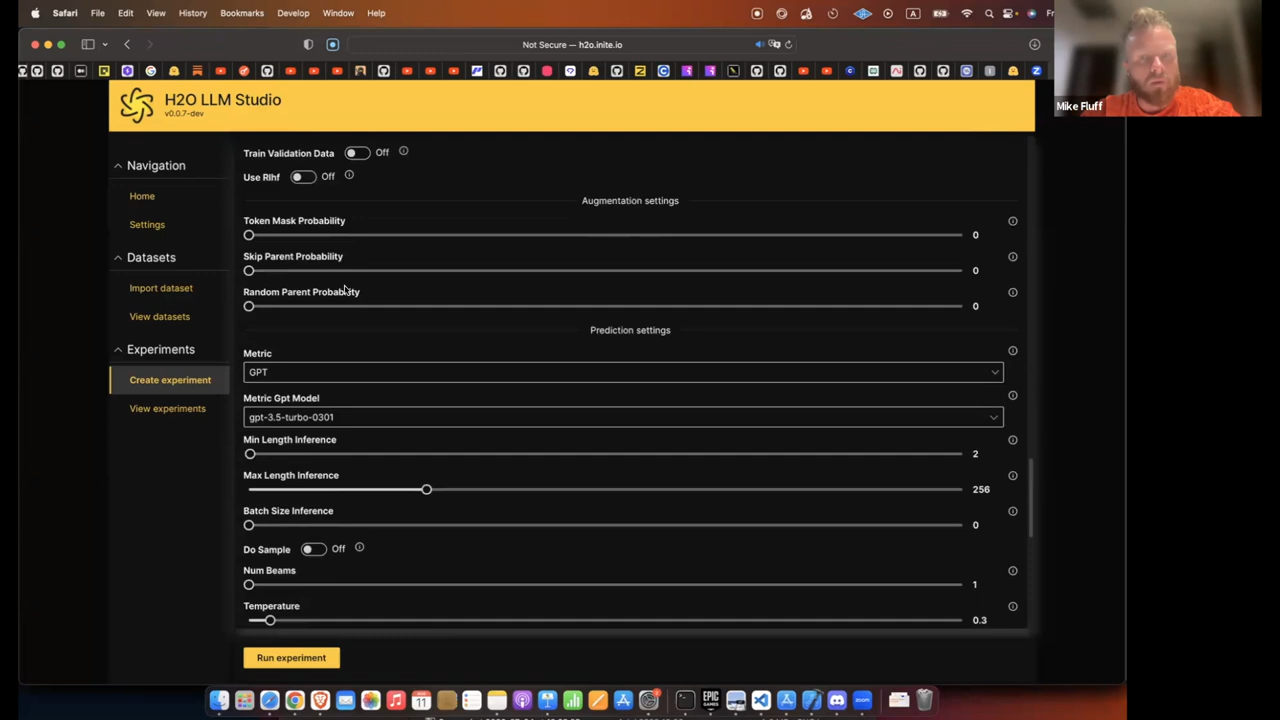 Safari File Edit View History Bookmarks Develop Window Help
Not Secure — h2o.inite.io
H2O LLM Studio
v0.0.7-dev
Mike Fluff
Navigation
Home
Settings
Datasets
Import dataset
View datasets
Experiments
Create experiment
View experiments
Train Validation Data Off
Use Rlhf Off
Augmentation settings
Token Mask Probability
0
Skip Parent Probability
0
Random Parent Probability
0
Prediction settings
Metric
GPT
Metric Gpt Model
gpt-3.5-turbo-0301
Min Length Inference
2
Max Length Inference
256
Batch Size Inference
0
Do Sample Off
Num Beams
1
Temperature
0.3
Run experiment